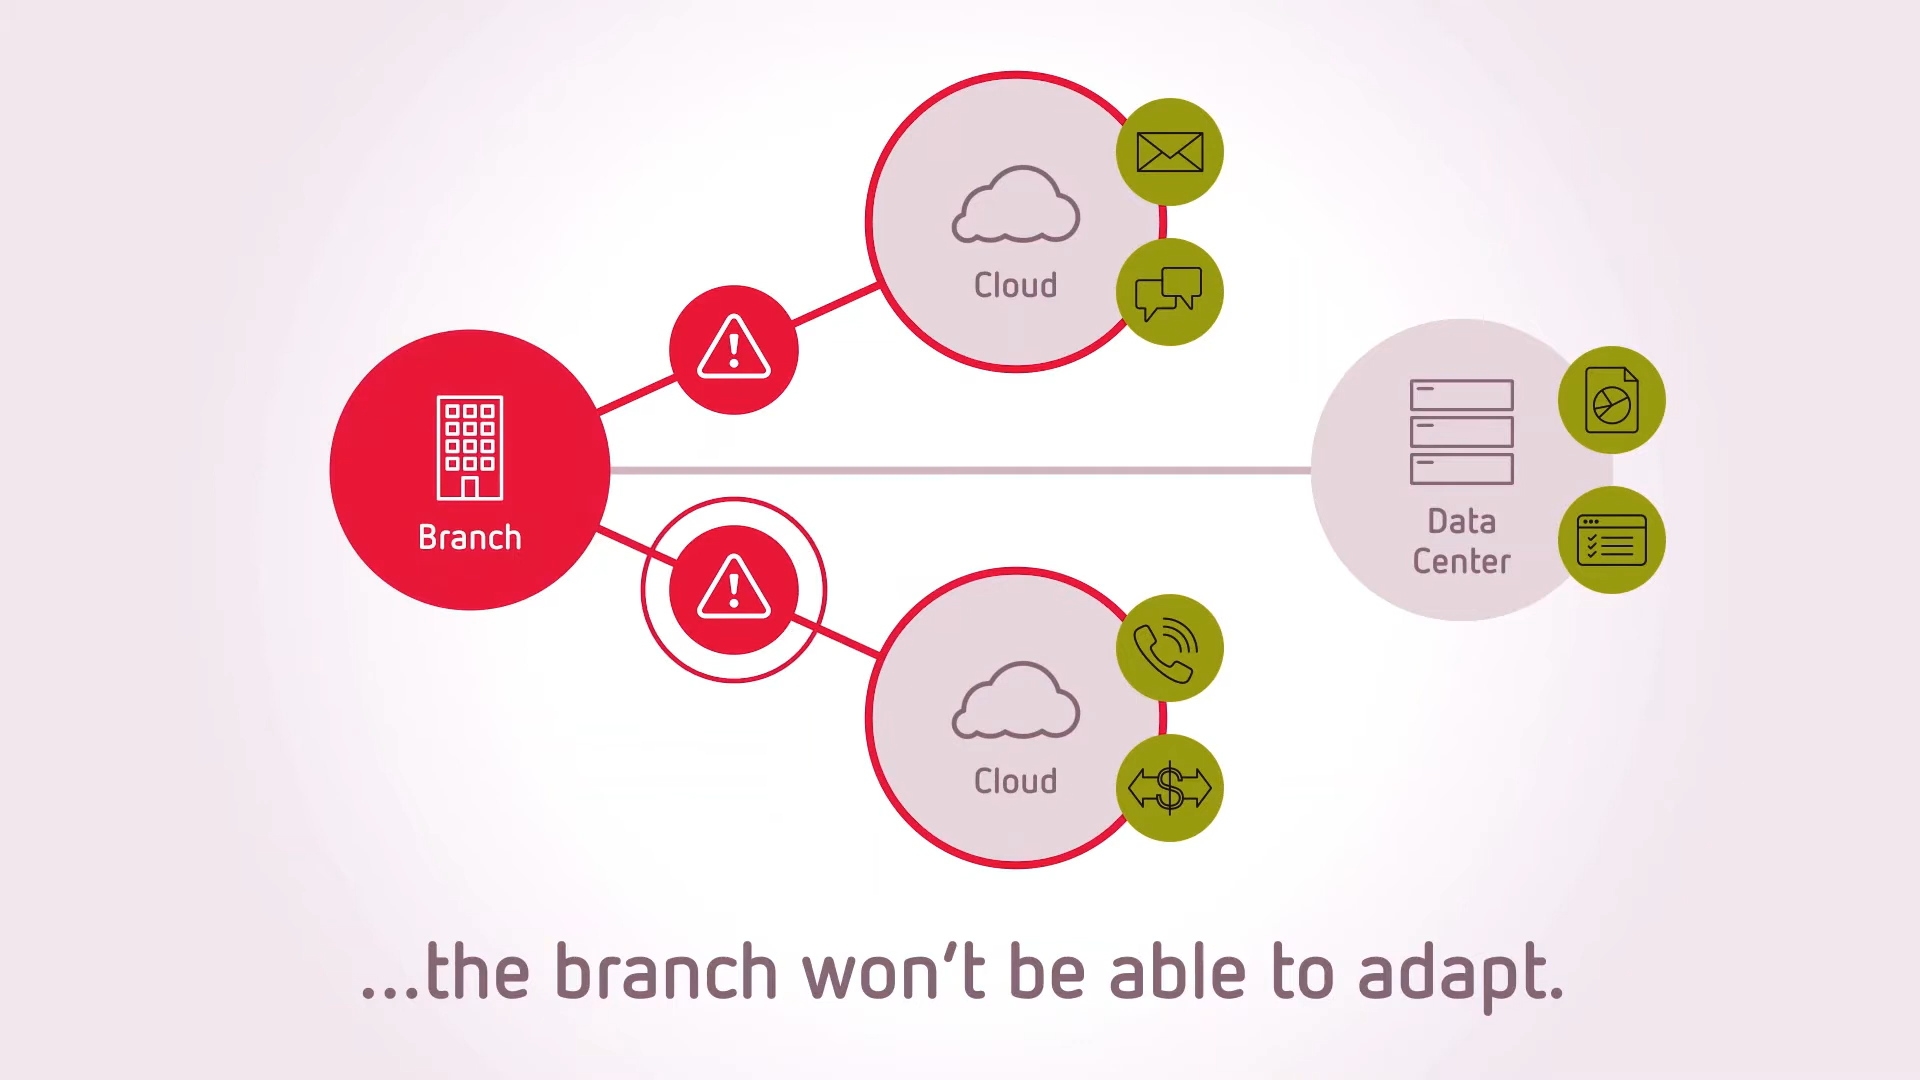 Cloud
Branch
Data
Center
Cloud
...the branch won't be able to adapt.